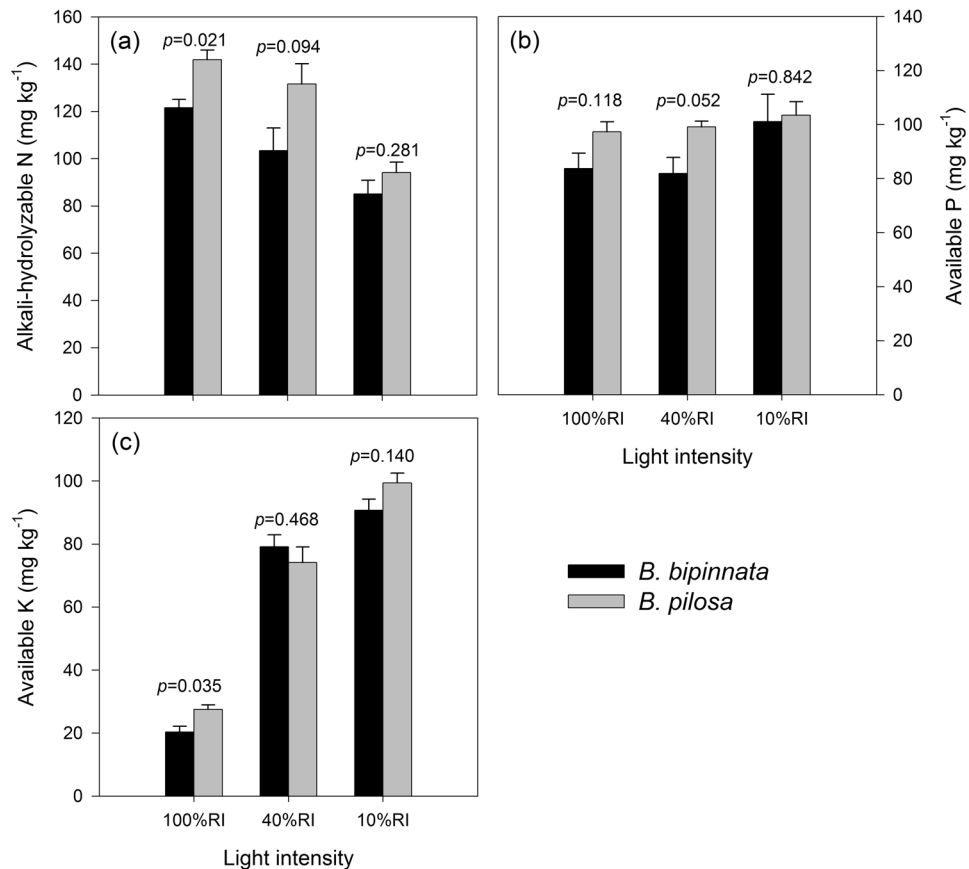 (a)
Alkali-hydrolyzable N (mg kg⁻¹)
160
140
120
100
80
60
40
20
0
p=0.021
p=0.094
p=0.281
(b)
Available P (mg kg⁻¹)
140
120
100
80
60
40
20
0
p=0.118
p=0.052
p=0.842
100%RI 40%RI 10%RI
Light intensity
(c)
Available K (mg kg⁻¹)
120
100
80
60
40
20
0
p=0.035
p=0.468
p=0.140
100%RI 40%RI 10%RI
Light intensity
B. bipinnata
B. pilosa